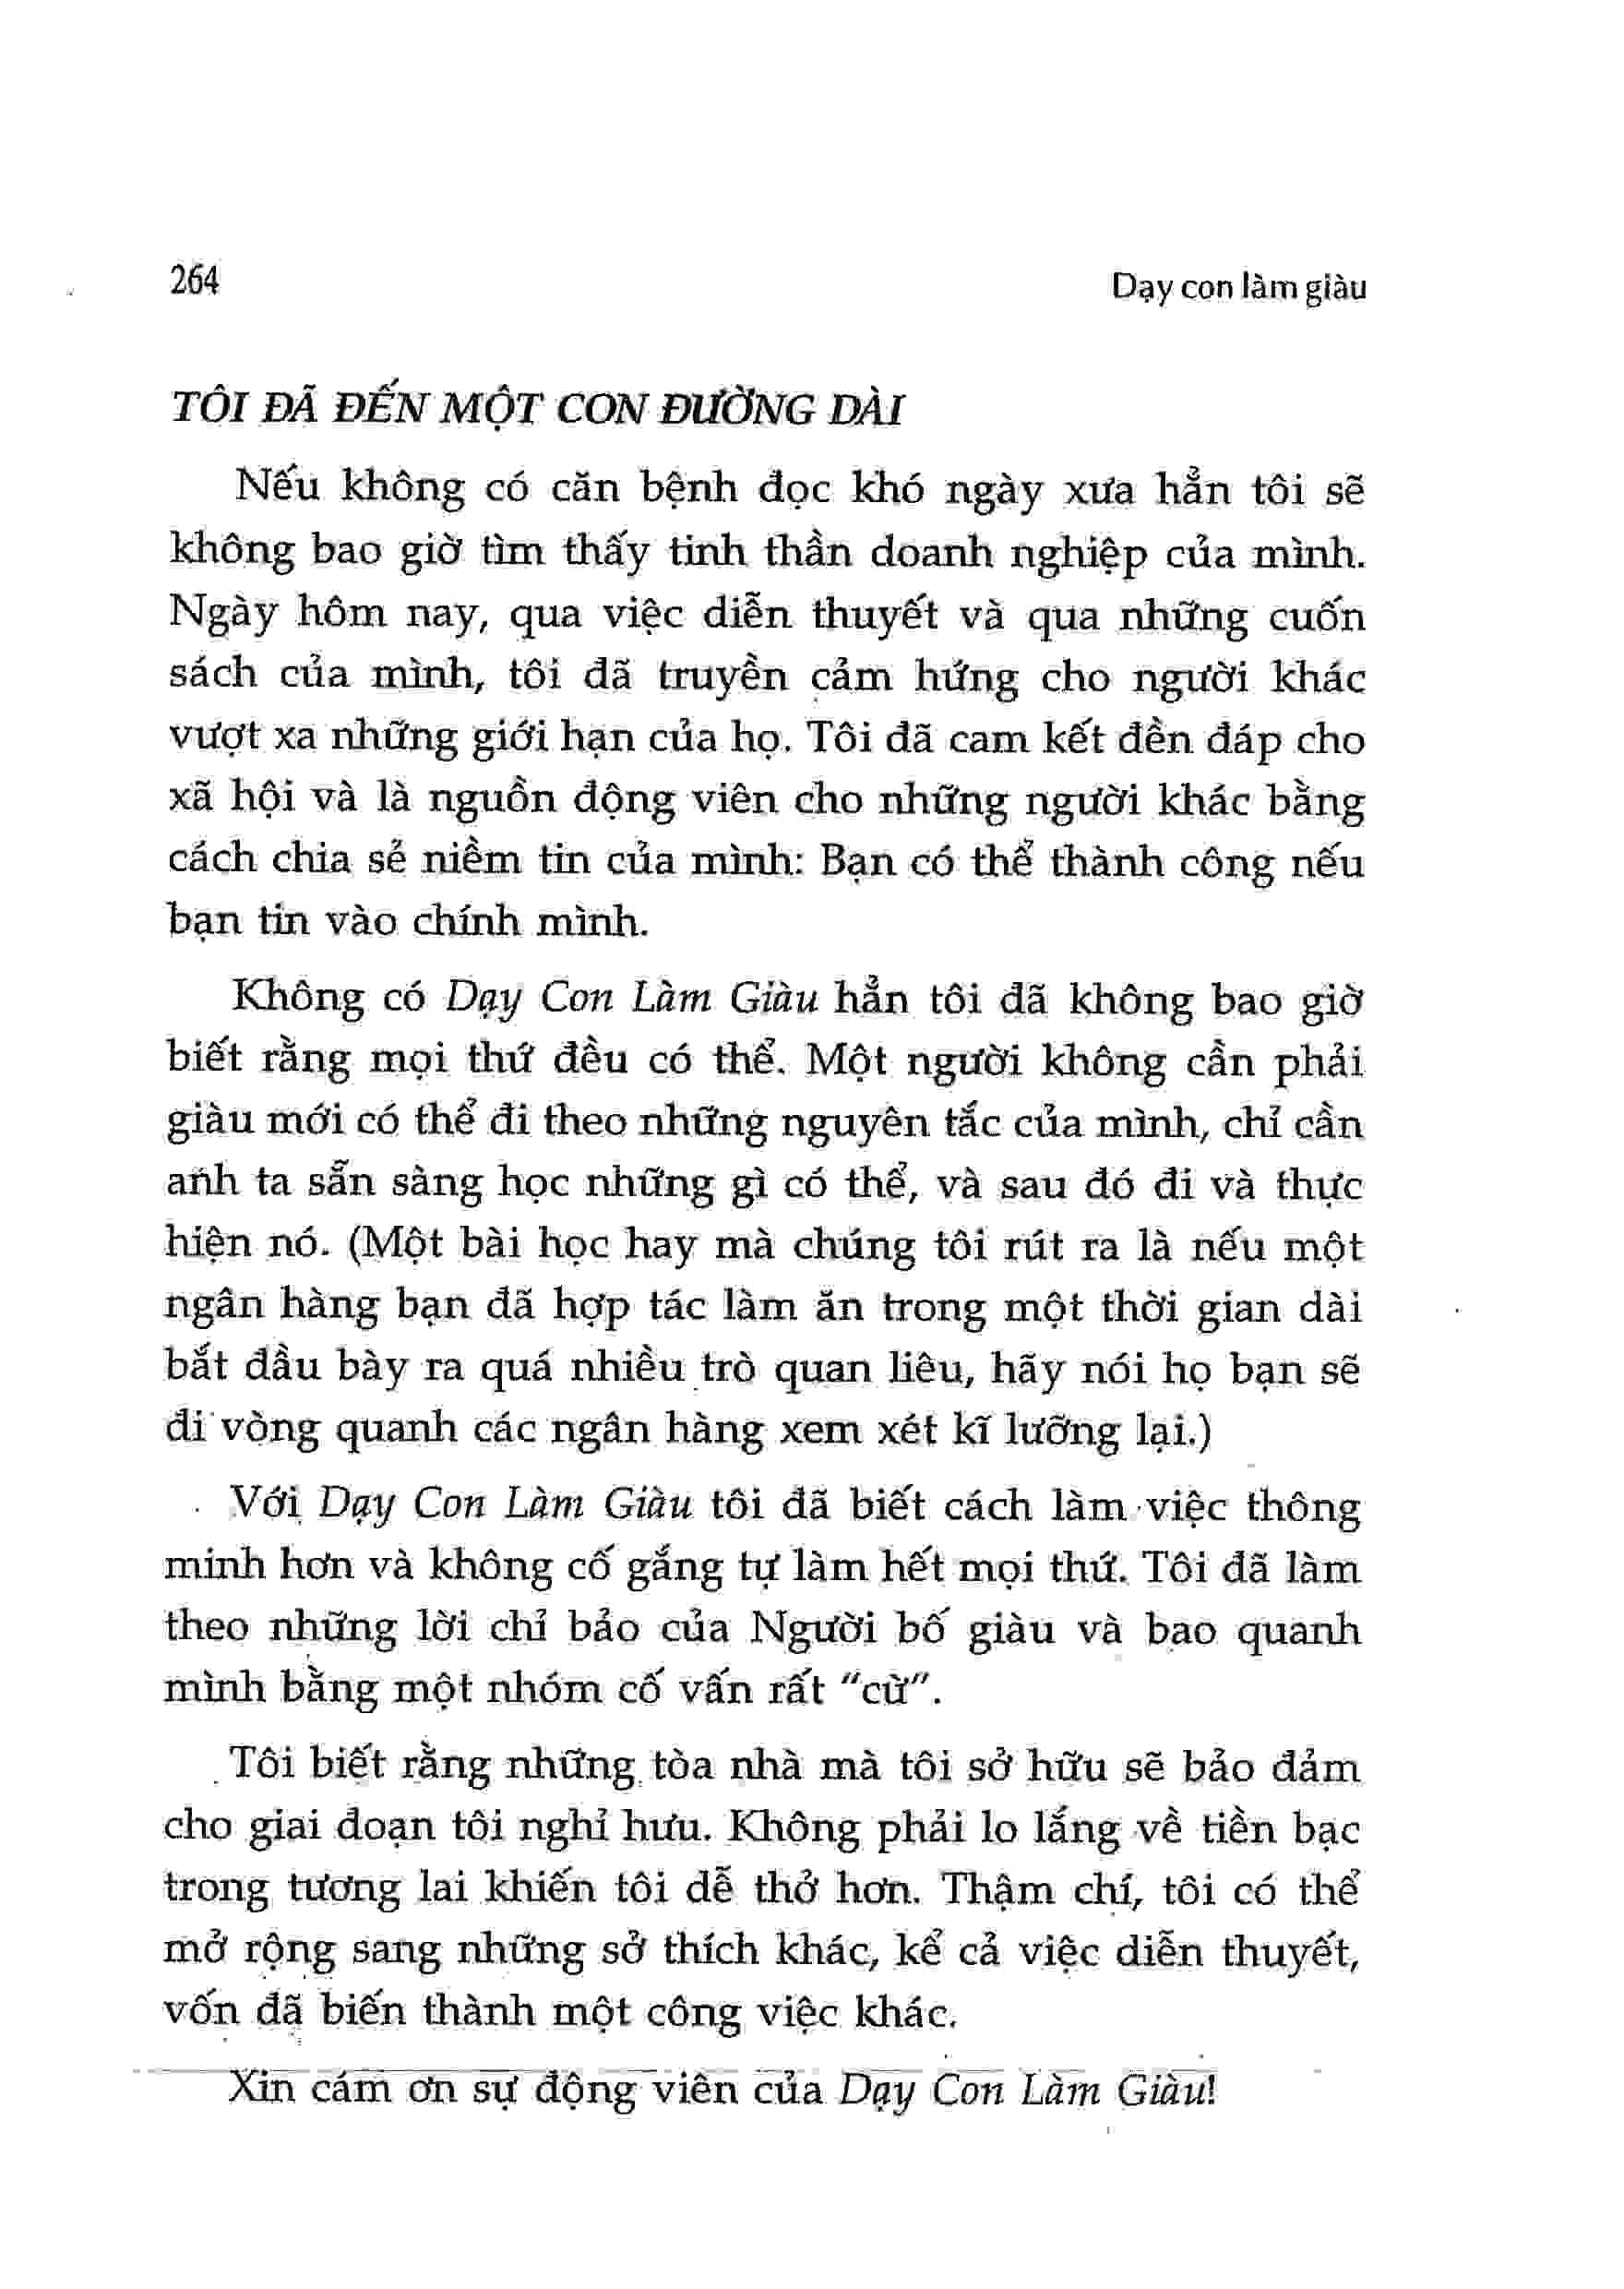 264
Dạy con làm giàu
TÔI ĐÃ ĐẾN MỘT CON ĐƯỜNG DÀI
Nếu không có căn bệnh đọc khó ngày xưa hẳn tôi sẽ
không bao giờ tìm thấy tinh thần doanh nghiệp của mình.
Ngày hôm nay, qua việc diễn thuyết và qua những cuốn
sách của mình, tôi đã truyền cảm hứng cho người khác
vượt xa những giới hạn của họ. Tôi đã cam kết đền đáp cho
xã hội và là nguồn động viên cho những người khác bằng
cách chia sẻ niềm tin của mình: Bạn có thể thành công nếu
bạn tin vào chính mình.
Không có Dạy Con Làm Giàu hẳn tôi đã không bao giờ
biết rằng mọi thứ đều có thể. Một người không cần phải
giàu mới có thể đi theo những nguyên tắc của mình, chỉ cần
anh ta sẵn sàng học những gì có thể, và sau đó đi và thực
hiện nó. (Một bài học hay mà chúng tôi rút ra là nếu một
ngân hàng bạn đã hợp tác làm ăn trong một thời gian dài
bắt đầu bày ra quá nhiều trò quan liêu, hãy nói họ bạn sẽ
đi vòng quanh các ngân hàng xem xét kĩ lưỡng lại.)
Với Dạy Con Làm Giàu tôi đã biết cách làm việc thông
minh hơn và không cố gắng tự làm hết mọi thứ. Tôi đã làm
theo những lời chỉ bảo của Người bố giàu và bao quanh
mình bằng một nhóm cố vấn rất "cừ".
Tôi biết rằng những tòa nhà mà tôi sở hữu sẽ bảo đảm
cho giai đoạn tôi nghỉ hưu. Không phải lo lắng về tiền bạc
trong tương lai khiến tôi dễ thở hơn. Thậm chí, tôi có thể
mở rộng sang những sở thích khác, kể cả việc diễn thuyết,
vốn đã biến thành một công việc khác.
Xin cám ơn sự động viên của Dạy Con Làm Giàu!